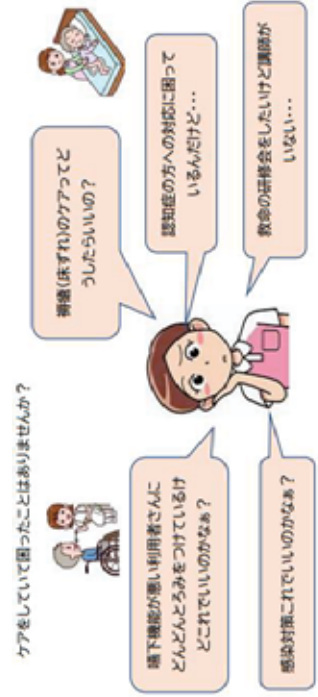 ケアをしていて困ったことはありませんか？
嚥下機能が悪い利用者さんに
どんどんとろみをつけているけ
どこれでいいのかなぁ？
感染対策これでいいのかなぁ？
褥瘡(床ずれ)のケアってど
うしたらいいの？
認知症の方への対応に困って
いるんだけど・・・
救命の研修会をしたいけど講師が
いない・・・